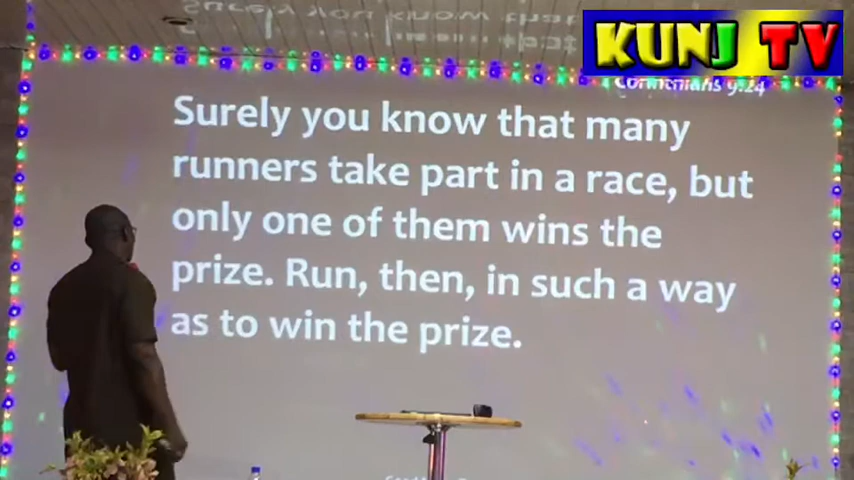 KUNJ TV
Corinthians 9:24
Surely you know that many
runners take part in a race, but
only one of them wins the
prize. Run, then, in such a way
as to win the prize.